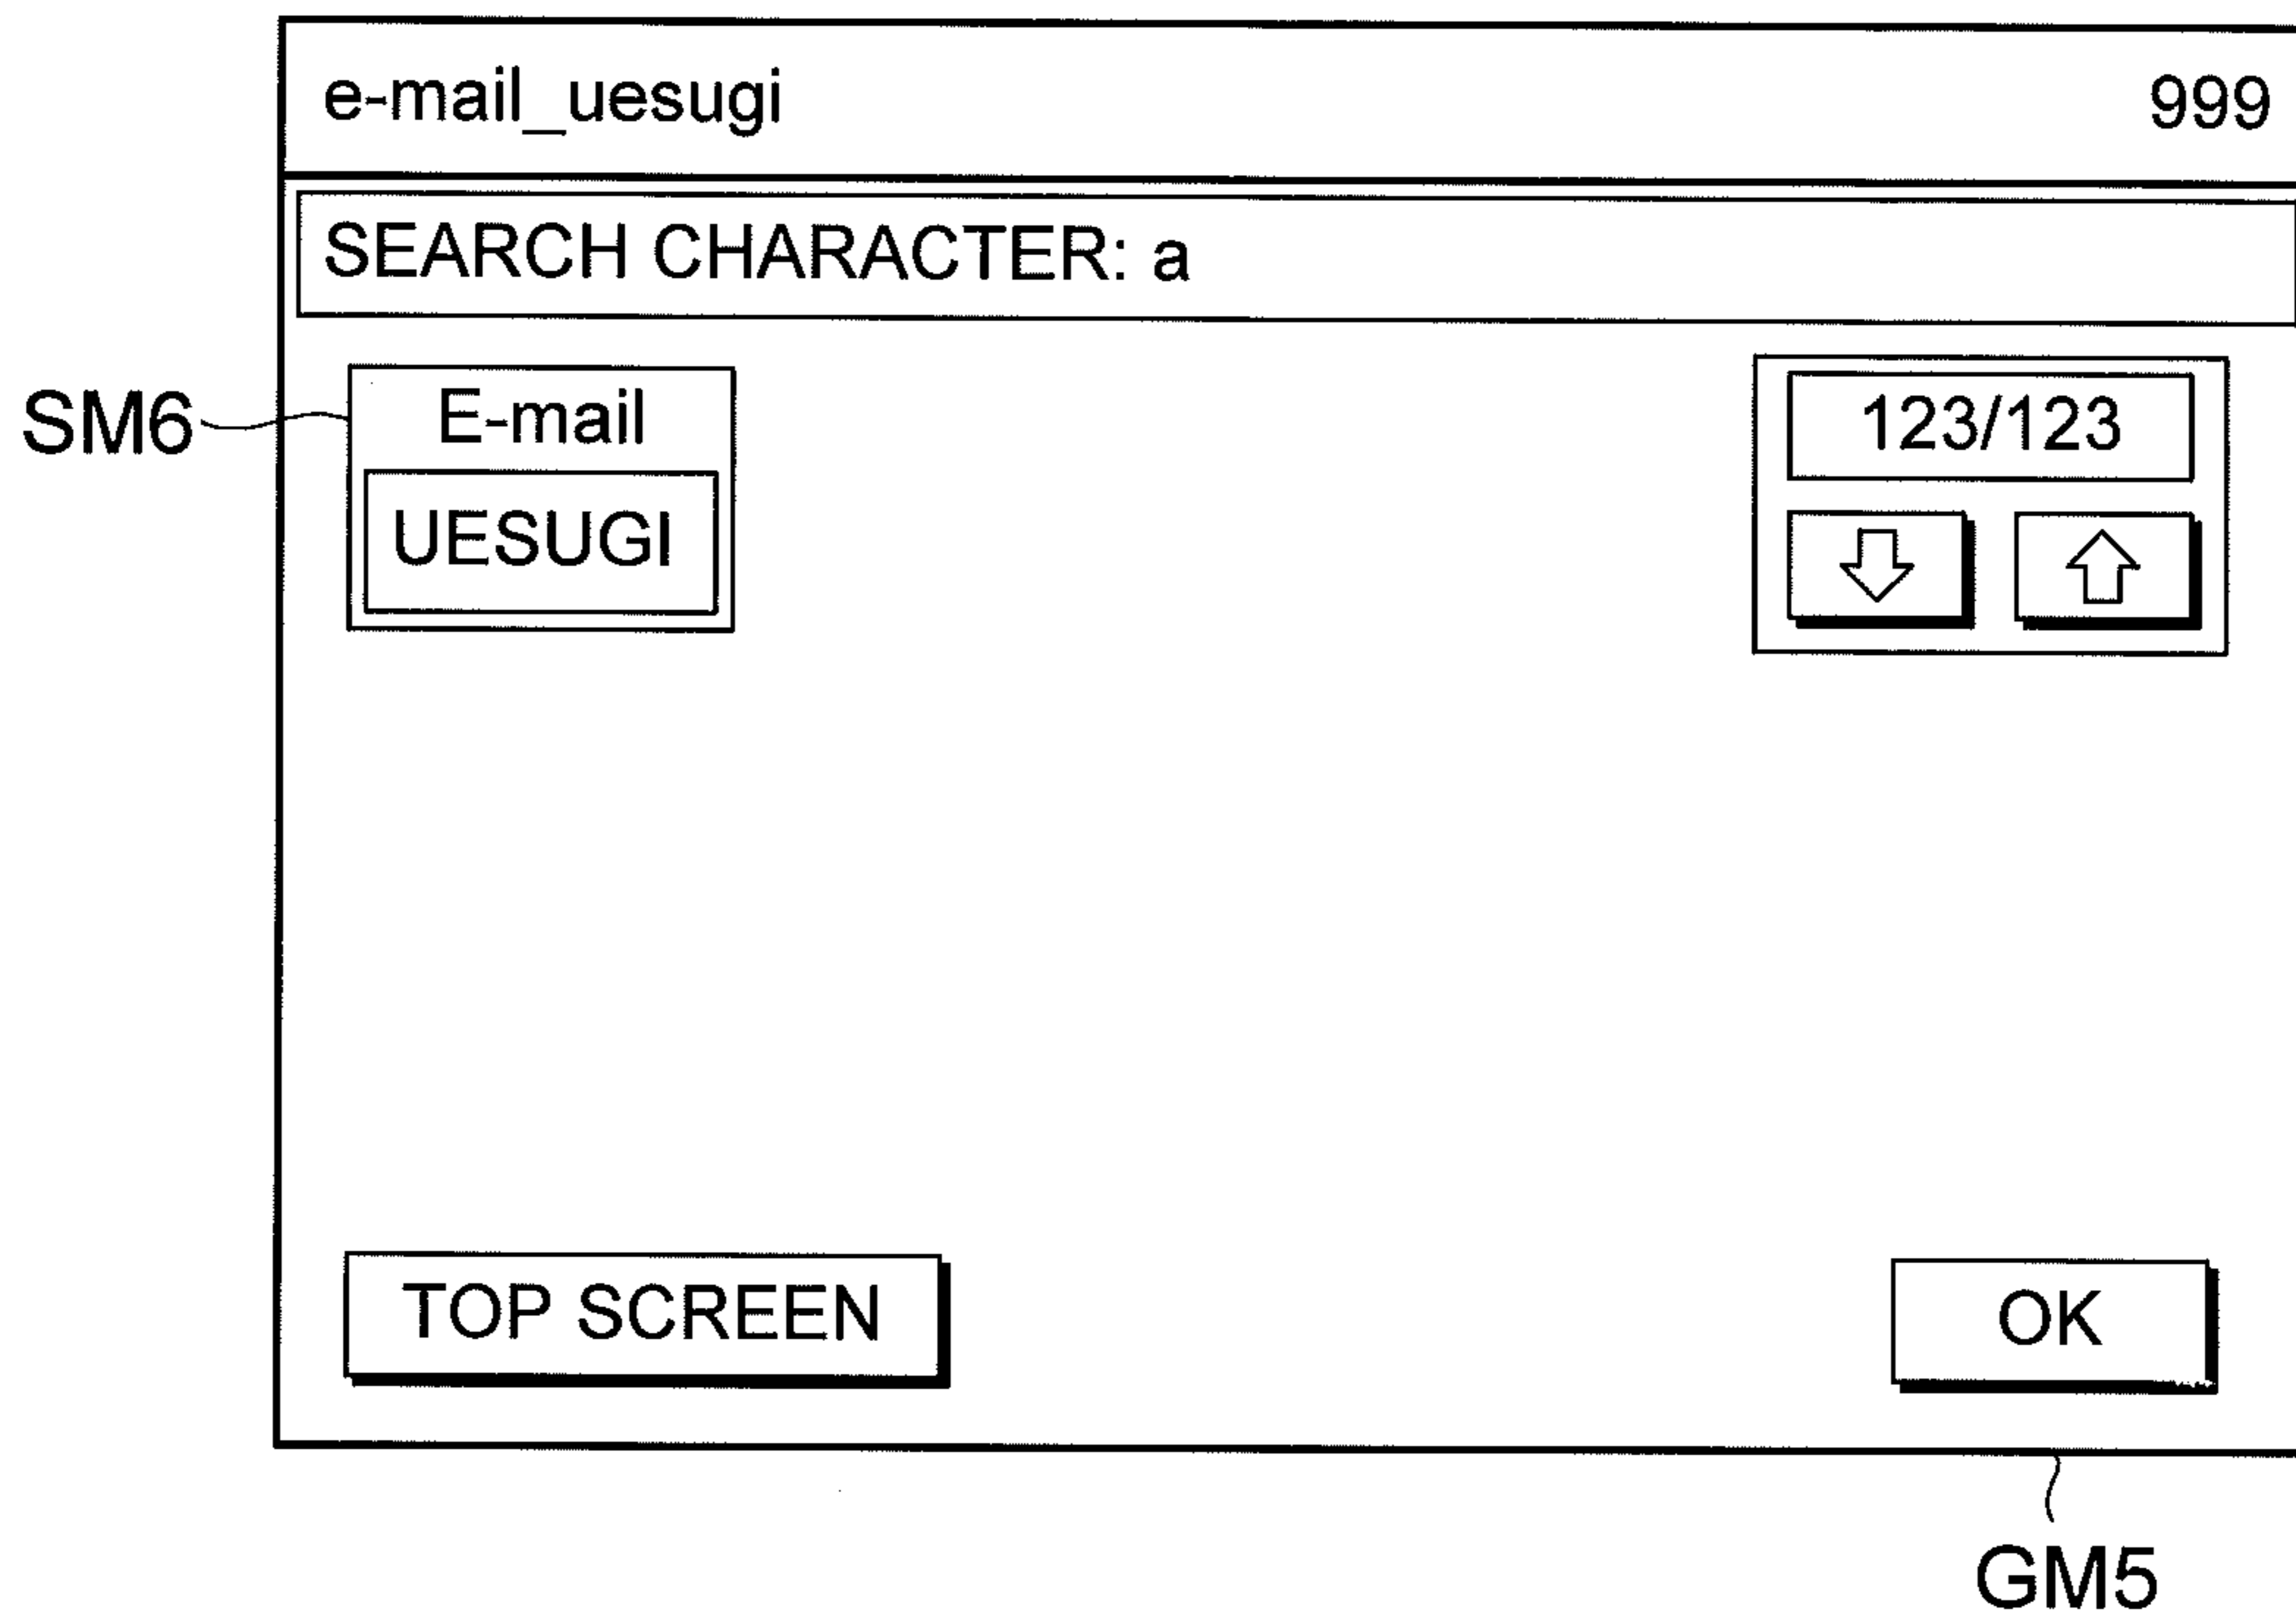 e-mail_uesugi 999
SEARCH CHARACTER: a
SM6
E-mail
UESUGI
123/123
TOP SCREEN
OK
GM5